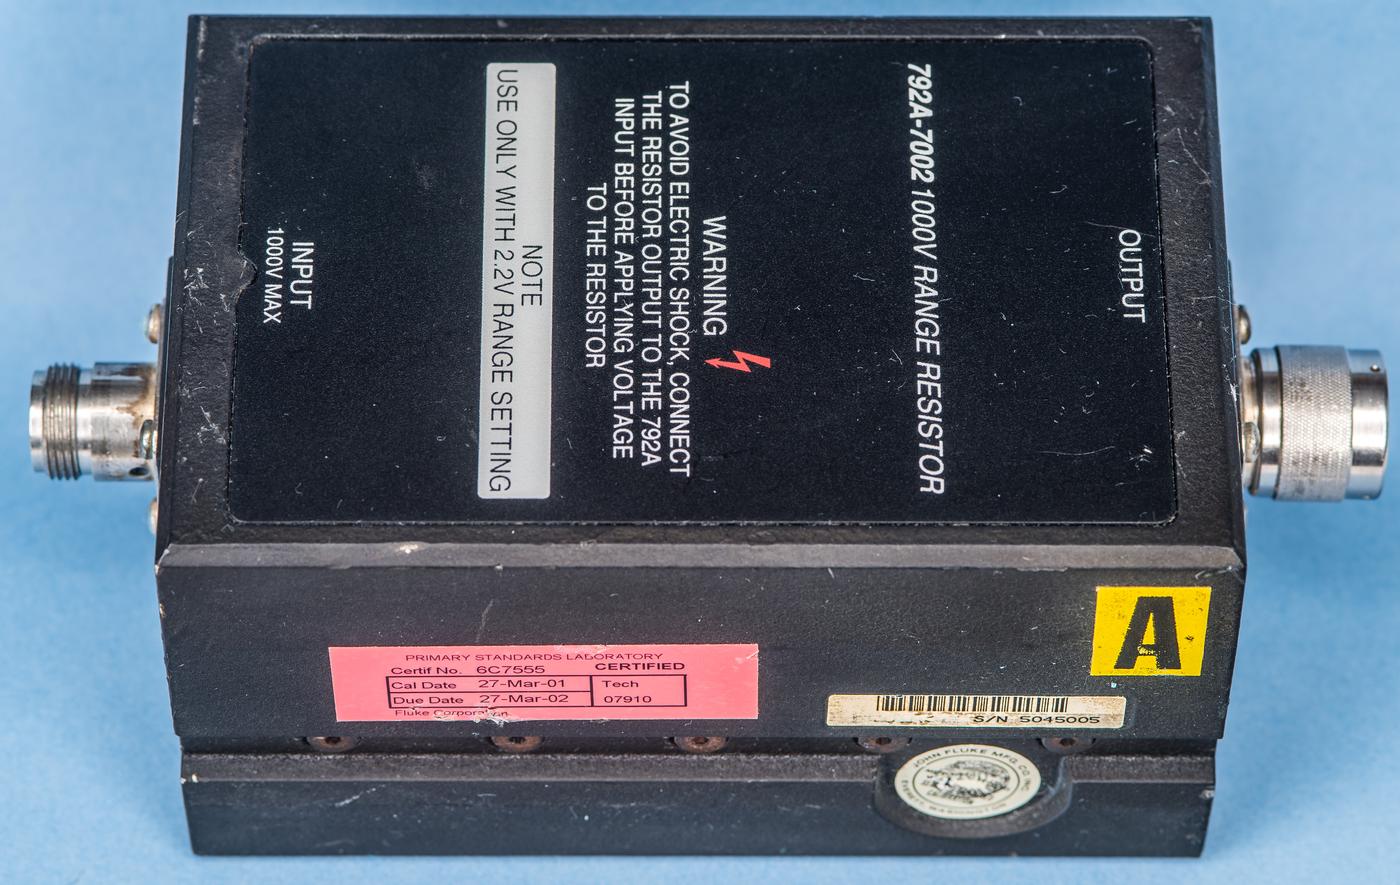 OUTPUT
792A-7002 1000V RANGE RESISTOR
WARNING
TO AVOID ELECTRIC SHOCK, CONNECT
THE RESISTOR OUTPUT TO THE 792A
INPUT BEFORE APPLYING VOLTAGE
TO THE RESISTOR
NOTE
USE ONLY WITH 2.2V RANGE SETTING
INPUT
1000V MAX
A
PRIMARY STANDARDS LABORATORY
Certif No. 6C7555 CERTIFIED
Cal Date 27-Mar-01 Tech
Due Date 27-Mar-02 07910
Fluke Corporation
S/N 5045005
JOHN FLUKE MFG CO INC
EVERETT, WASHINGTON